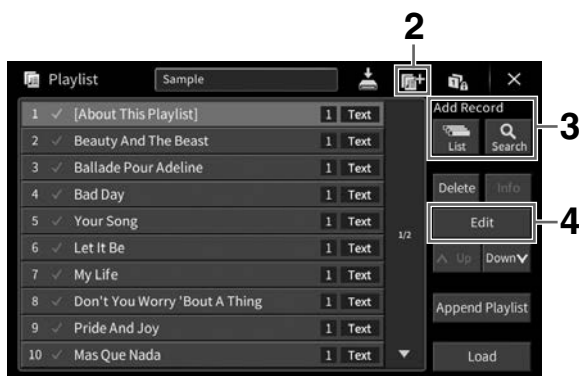 2
Playlist Sample
1 [About This Playlist] 1 Text
2 Beauty And The Beast 1 Text
3 Ballade Pour Adeline 1 Text
4 Bad Day 1 Text
5 Your Song 1 Text
6 Let It Be 1 Text
7 My Life 1 Text
8 Don't You Worry 'Bout A Thing 1 Text
9 Pride And Joy 1 Text
10 Mas Que Nada 1 Text
1/2
Add Record
List Search
3
Delete Info
Edit
4
Up Down
Append Playlist
Load